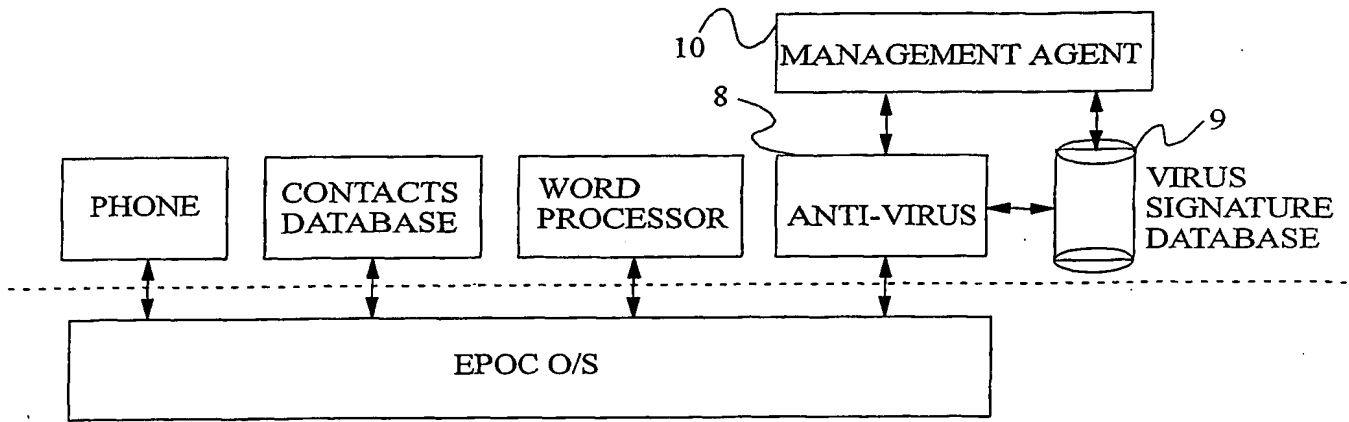 10
MANAGEMENT AGENT
8
9
PHONE
CONTACTS
DATABASE
WORD
PROCESSOR
ANTI-VIRUS
VIRUS
SIGNATURE
DATABASE
EPOC O/S